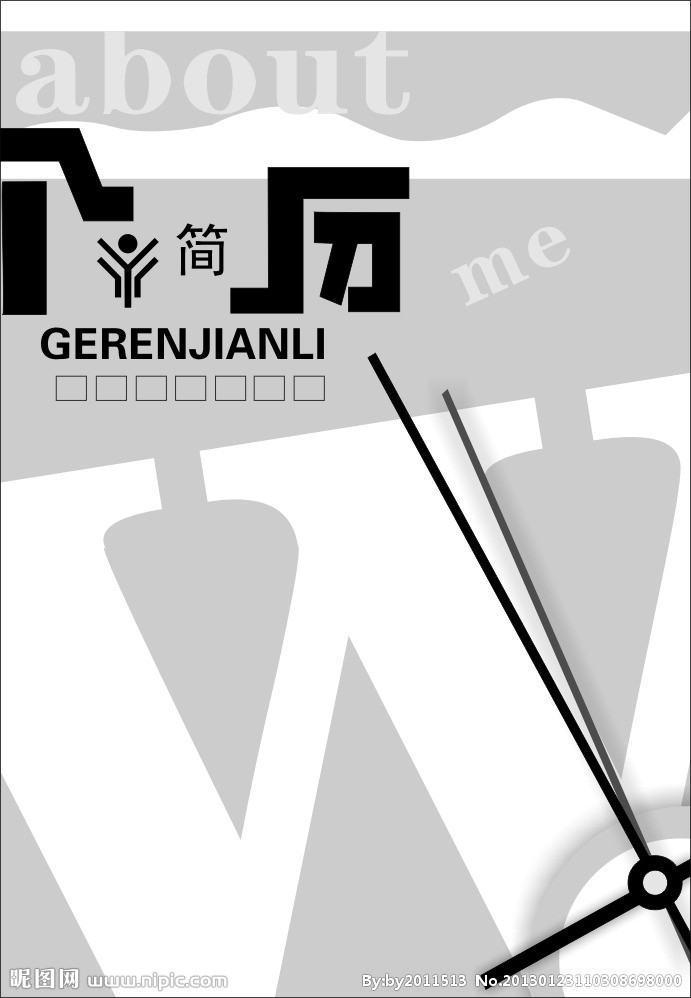 about
me
个人简历
GERENJIANLI
□□□□□□□
W
昵图网 www.nipic.com
By:by2011513 No.20130123110308698000